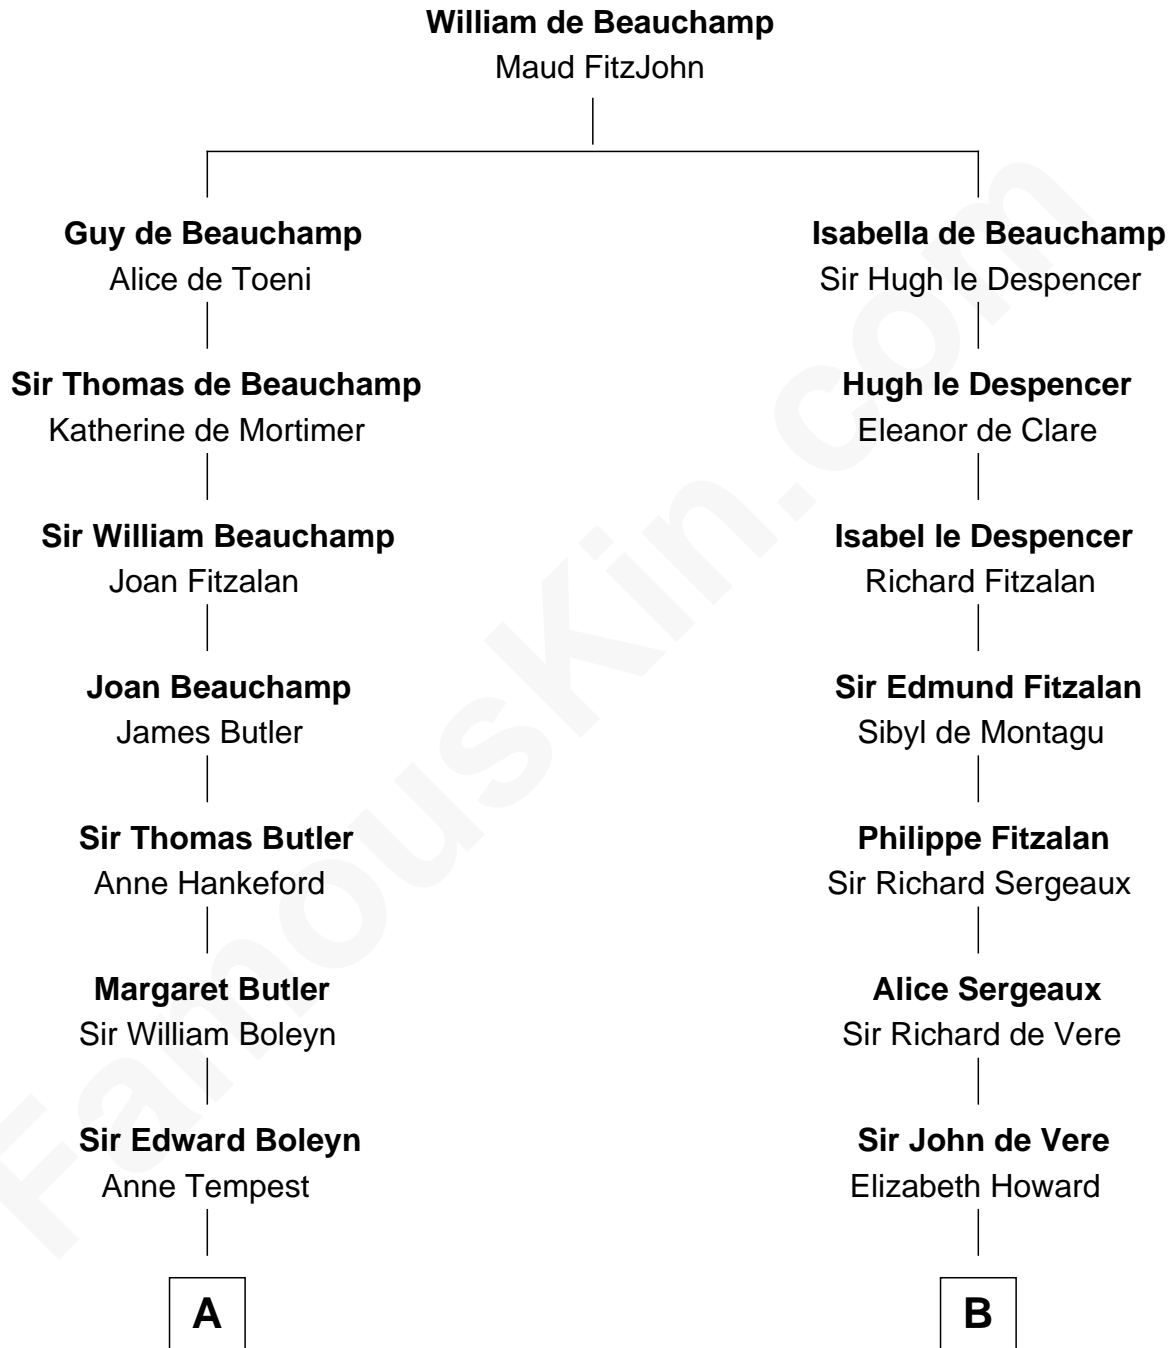 William de Beauchamp
Maud FitzJohn
Guy de Beauchamp
Alice de Toeni
Isabella de Beauchamp
Sir Hugh le Despencer
Sir Thomas de Beauchamp
Katherine de Mortimer
Hugh le Despencer
Eleanor de Clare
Sir William Beauchamp
Joan Fitzalan
Isabel le Despencer
Richard Fitzalan
Joan Beauchamp
James Butler
Sir Edmund Fitzalan
Sibyl de Montagu
Sir Thomas Butler
Anne Hankeford
Philippe Fitzalan
Sir Richard Sergeaux
Margaret Butler
Sir William Boleyn
Alice Sergeaux
Sir Richard de Vere
Sir Edward Boleyn
Anne Tempest
Sir John de Vere
Elizabeth Howard
A
B
FamousKin.com